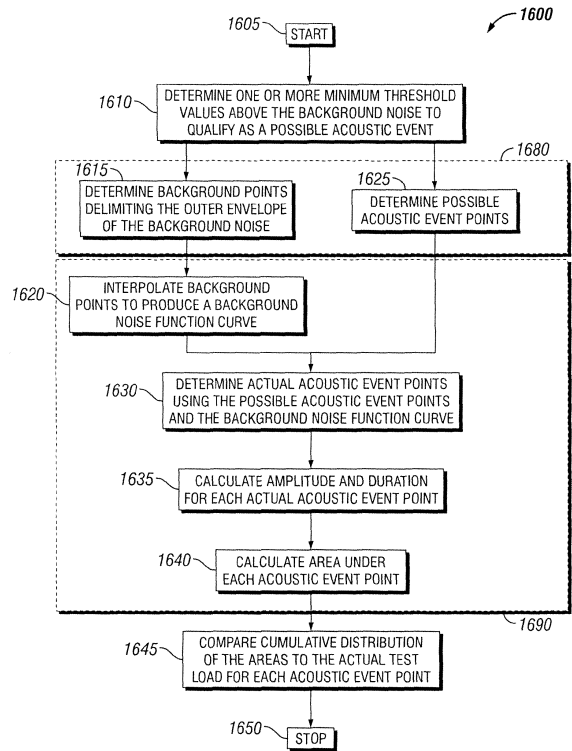 1600
1605
START
1610
DETERMINE ONE OR MORE MINIMUM THRESHOLD
VALUES ABOVE THE BACKGROUND NOISE TO
QUALIFY AS A POSSIBLE ACOUSTIC EVENT
1680
1615
DETERMINE BACKGROUND POINTS
DELIMITING THE OUTER ENVELOPE
OF THE BACKGROUND NOISE
1625
DETERMINE POSSIBLE
ACOUSTIC EVENT POINTS
1620
INTERPOLATE BACKGROUND
POINTS TO PRODUCE A BACKGROUND
NOISE FUNCTION CURVE
1630
DETERMINE ACTUAL ACOUSTIC EVENT POINTS
USING THE POSSIBLE ACOUSTIC EVENT POINTS
AND THE BACKGROUND NOISE FUNCTION CURVE
1635
CALCULATE AMPLITUDE AND DURATION
FOR EACH ACTUAL ACOUSTIC EVENT POINT
1640
CALCULATE AREA UNDER
EACH ACOUSTIC EVENT POINT
1690
1645
COMPARE CUMULATIVE DISTRIBUTION
OF THE AREAS TO THE ACTUAL TEST
LOAD FOR EACH ACOUSTIC EVENT POINT
1650
STOP